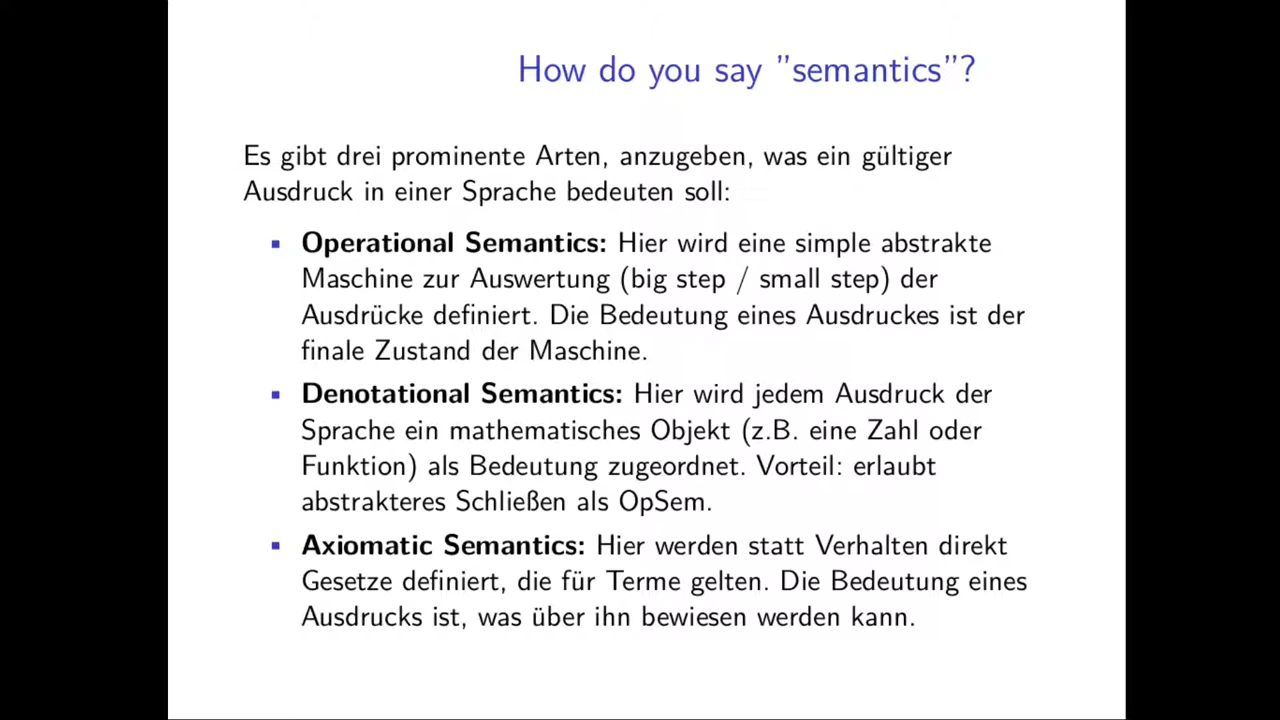 How do you say ”semantics”?
Es gibt drei prominente Arten, anzugeben, was ein gültiger
Ausdruck in einer Sprache bedeuten soll:
▪ Operational Semantics: Hier wird eine simple abstrakte
Maschine zur Auswertung (big step / small step) der
Ausdrücke definiert. Die Bedeutung eines Ausdruckes ist der
finale Zustand der Maschine.
▪ Denotational Semantics: Hier wird jedem Ausdruck der
Sprache ein mathematisches Objekt (z.B. eine Zahl oder
Funktion) als Bedeutung zugeordnet. Vorteil: erlaubt
abstrakteres Schließen als OpSem.
▪ Axiomatic Semantics: Hier werden statt Verhalten direkt
Gesetze definiert, die für Terme gelten. Die Bedeutung eines
Ausdrucks ist, was über ihn bewiesen werden kann.